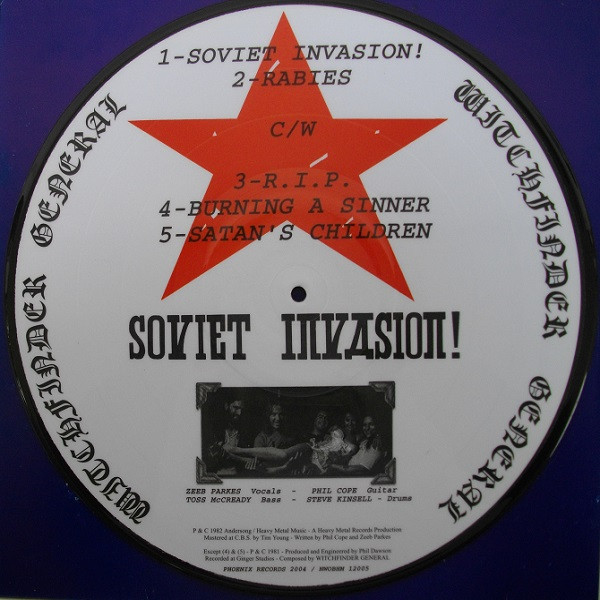 1-SOVIET INVASION!
2-RABIES
C/W
3-R.I.P.
4-BURNING A SINNER
5-SATAN'S CHILDREN
WITCHFINDER GENERAL
WITCHFINDER GENERAL
SOVIET INVASION!
ZEEB PARKES Vocals - PHIL COPE Guitar
TOSS McCREADY Bass - STEVE KINSELL - Drums
P & C 1982 Andersong / Heavy Metal Music - A Heavy Metal Records Production
Mastered at C.B.S. by Tim Young - Written by Phil Cope and Zeeb Parkes
Except (4) & (5) - P & C 1981 - Produced and Engineered by Phil Dawson
Recorded at Ginger Studios - Composed by WITCHFINDER GENERAL
PHOENIX RECORDS 2004 / NWOBHM 12005